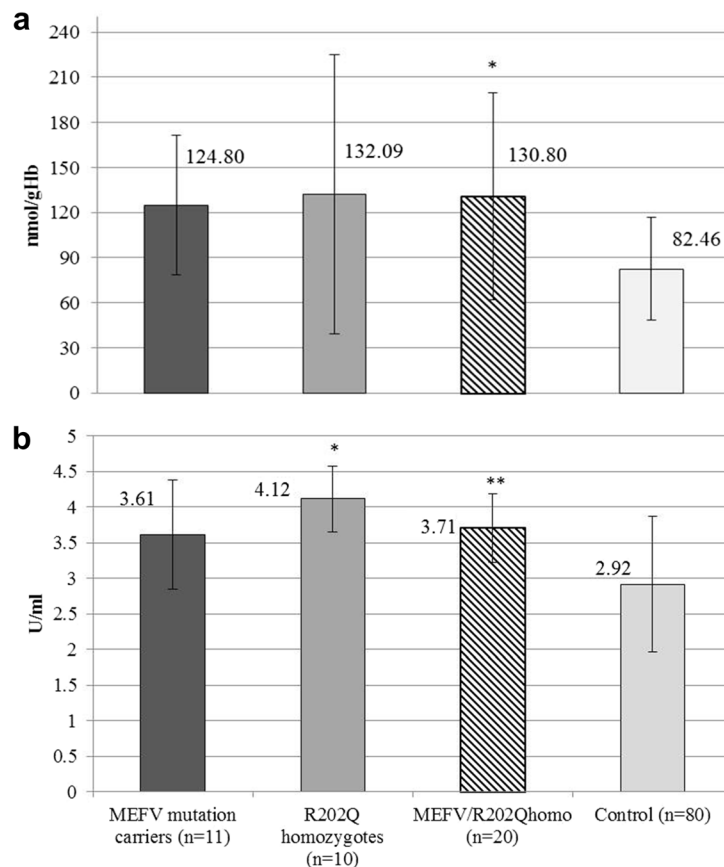 a
240
210
180
150
120
90
60
30
0
nmol/gHb
124.80
132.09
*
130.80
82.46
b
5
4.5
4
3.5
3
2.5
2
1.5
1
0.5
0
U/ml
3.61
*
4.12
**
3.71
2.92
MEFV mutation
carriers (n=11)
R202Q
homozygotes
(n=10)
MEFV/R202Qhomo
(n=20)
Control (n=80)